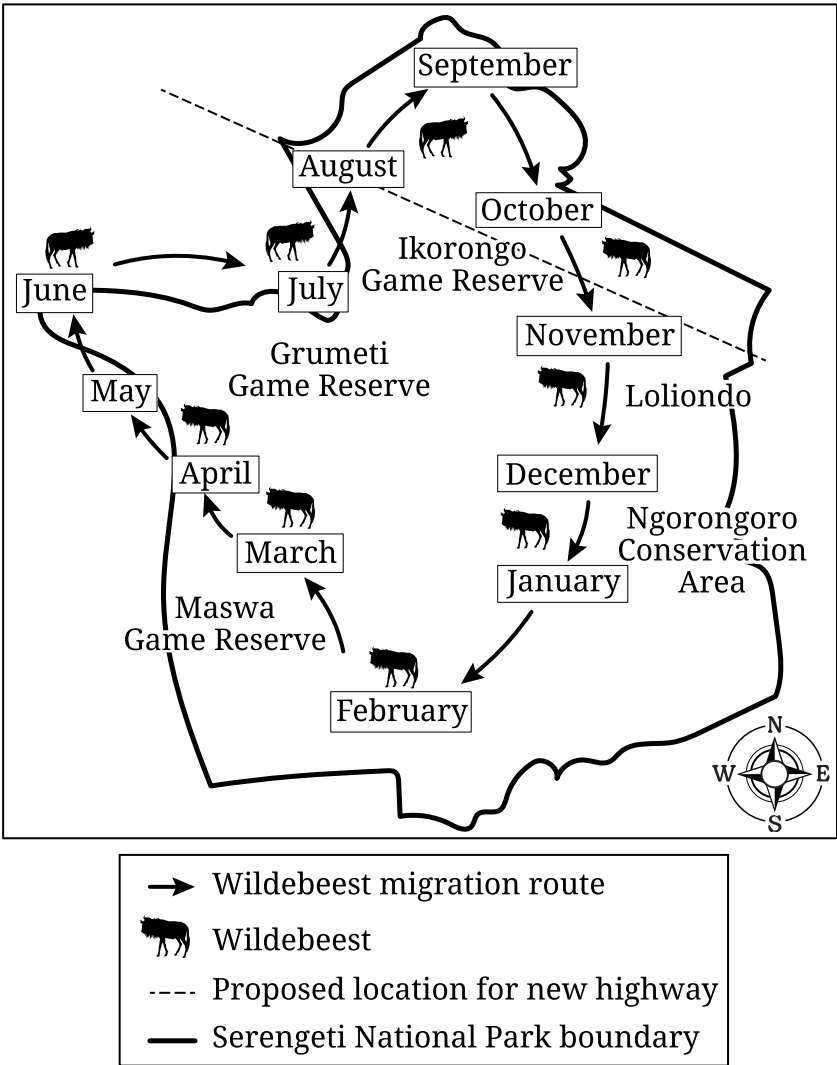 September
August
October
Ikorongo
Game Reserve
June
July
November
Grumeti
Game Reserve
May
Loliondo
April
December
Ngorongoro
Conservation
Area
March
January
Maswa
Game Reserve
February
N
W
E
S
Wildebeest migration route
Wildebeest
Proposed location for new highway
Serengeti National Park boundary